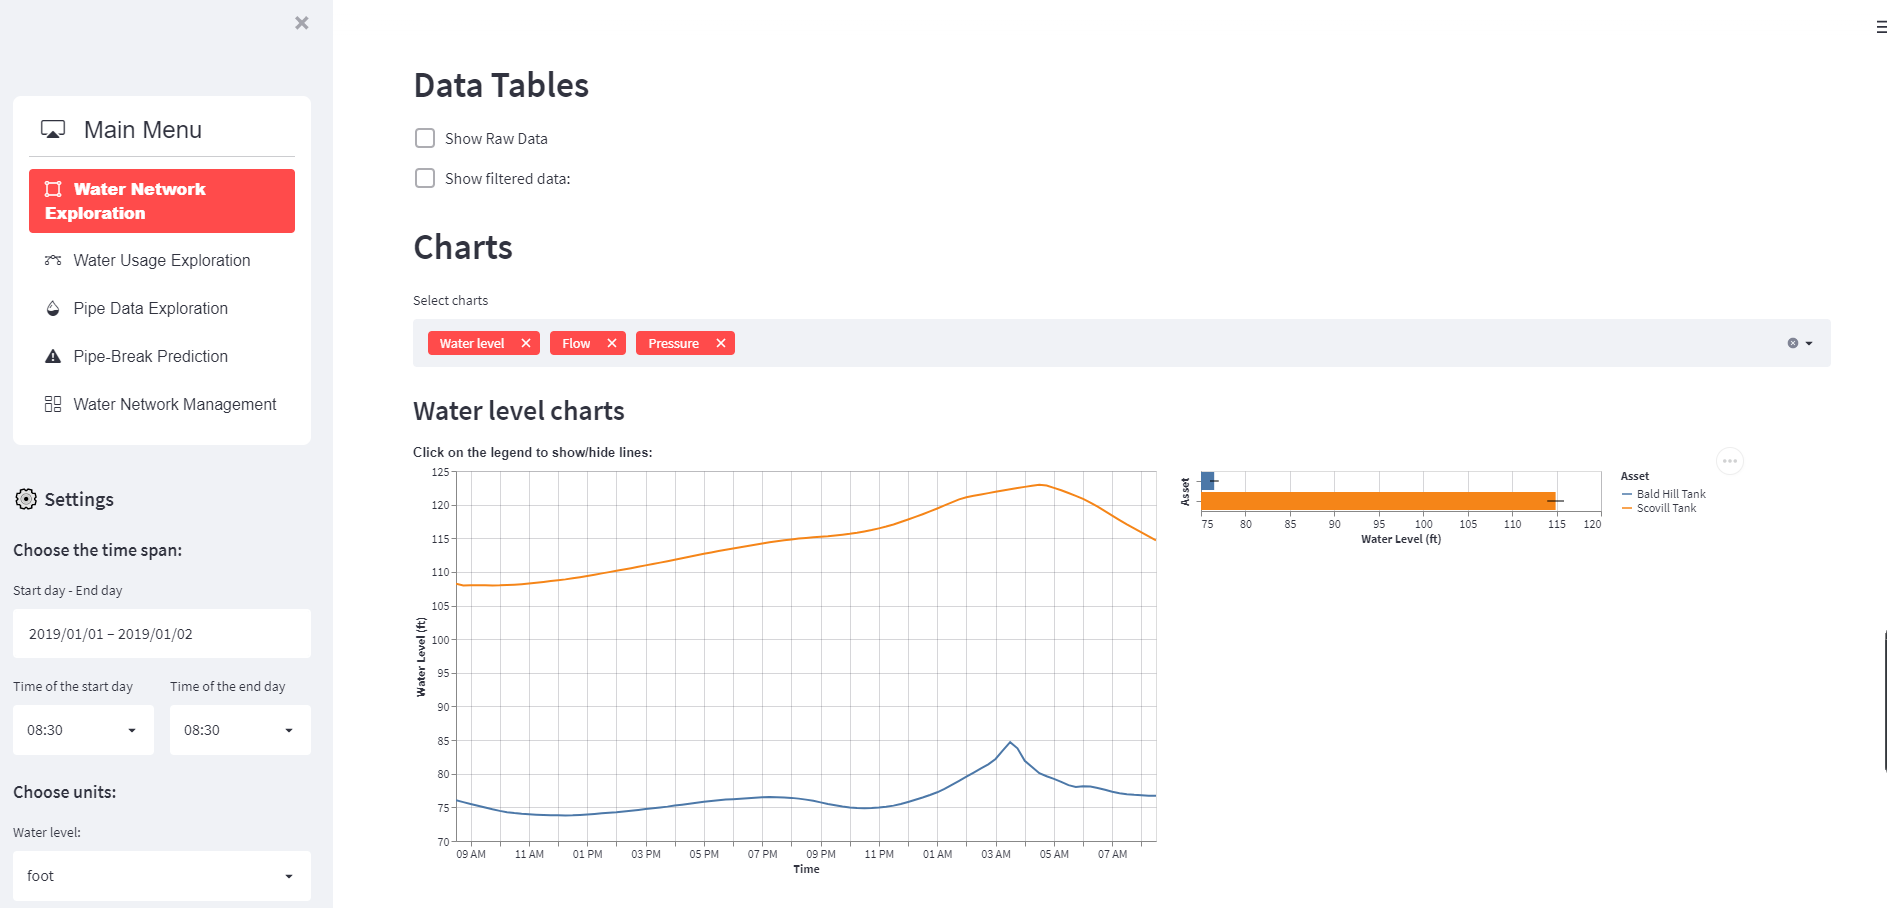 Main Menu
Water Network
Exploration
Water Usage Exploration
Pipe Data Exploration
Pipe-Break Prediction
Water Network Management
Settings
Choose the time span:
Start day - End day
2019/01/01 – 2019/01/02
Time of the start day Time of the end day
08:30 08:30
Choose units:
Water level:
foot
Data Tables
Show Raw Data
Show filtered data:
Charts
Select charts
Water level Flow Pressure
Water level charts
Click on the legend to show/hide lines:
125
120
115
110
105
100
95
90
85
80
75
70
Water Level (ft)
09 AM 11 AM 01 PM 03 PM 05 PM 07 PM 09 PM 11 PM 01 AM 03 AM 05 AM 07 AM
Time
Asset
75 80 85 90 95 100 105 110 115 120
Water Level (ft)
Asset
Bald Hill Tank
Scovill Tank